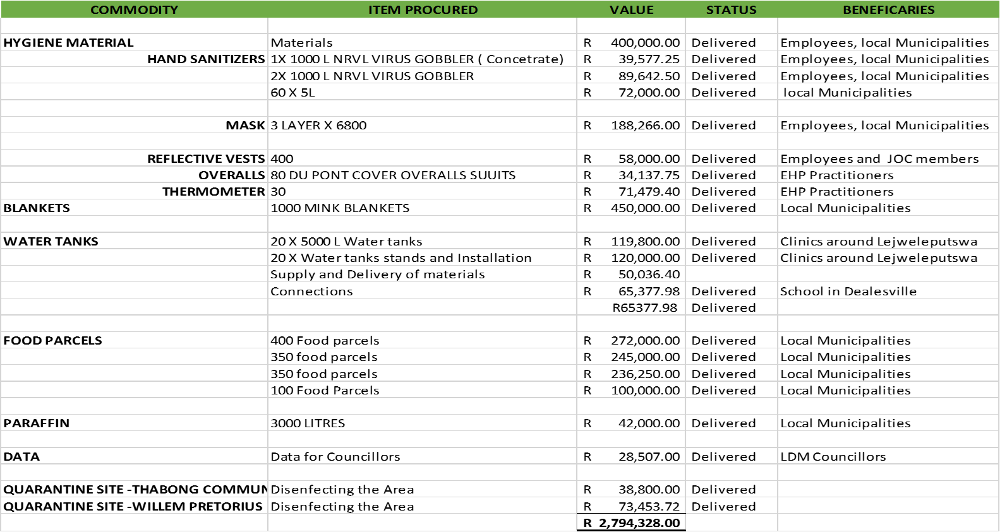 COMMODITY ITEM PROCURED VALUE STATUS BENEFICARIES
HYGIENE MATERIAL Materials R 400,000.00 Delivered Employees, local Municipalities
HAND SANITIZERS 1X 1000 L NRVL VIRUS GOBBLER ( Concetrate) R 39,577.25 Delivered Employees, local Municipalities
2X 1000 L NRVL VIRUS GOBBLER R 89,642.50 Delivered Employees, local Municipalities
60 X 5L R 72,000.00 Delivered local Municipalities
MASK 3 LAYER X 6800 R 188,266.00 Delivered Employees, local Municipalities
REFLECTIVE VESTS 400 R 58,000.00 Delivered Employees and JOC members
OVERALLS 80 DU PONT COVER OVERALLS SUUITS R 34,137.75 Delivered EHP Practitioners
THERMOMETER 30 R 71,479.40 Delivered EHP Practitioners
BLANKETS 1000 MINK BLANKETS R 450,000.00 Delivered Local Municipalities
WATER TANKS 20 X 5000 L Water tanks R 119,800.00 Delivered Clinics around Lejweleputswa
20 X Water tanks stands and Installation R 120,000.00 Delivered Clinics around Lejweleputswa
Supply and Delivery of materials R 50,036.40
Connections R 65,377.98 Delivered School in Dealesville
R65377.98 Delivered
FOOD PARCELS 400 Food parcels R 272,000.00 Delivered Local Municipalities
350 food parcels R 245,000.00 Delivered Local Municipalities
350 food parcels R 236,250.00 Delivered Local Municipalities
100 Food Parcels R 100,000.00 Delivered Local Municipalities
PARAFFIN 3000 LITRES R 42,000.00 Delivered Local Municipalities
DATA Data for Councillors R 28,507.00 Delivered LDM Councillors
QUARANTINE SITE -THABONG COMMUN Disenfecting the Area R 38,800.00 Delivered
QUARANTINE SITE -WILLEM PRETORIUS Disenfecting the Area R 73,453.72 Delivered
R 2,794,328.00